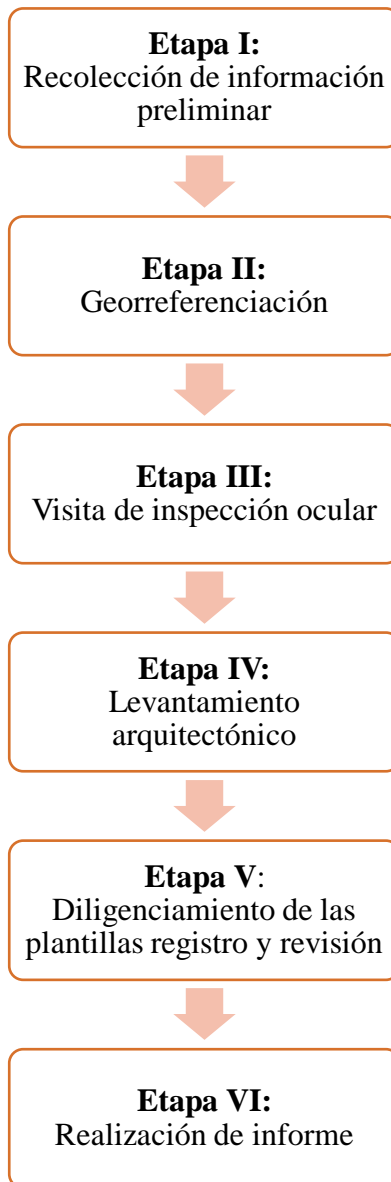 Etapa I:
Recolección de información
preliminar
Etapa II:
Georreferenciación
Etapa III:
Visita de inspección ocular
Etapa IV:
Levantamiento
arquitectónico
Etapa V:
Diligenciamiento de las
plantillas registro y revisión
Etapa VI:
Realización de informe